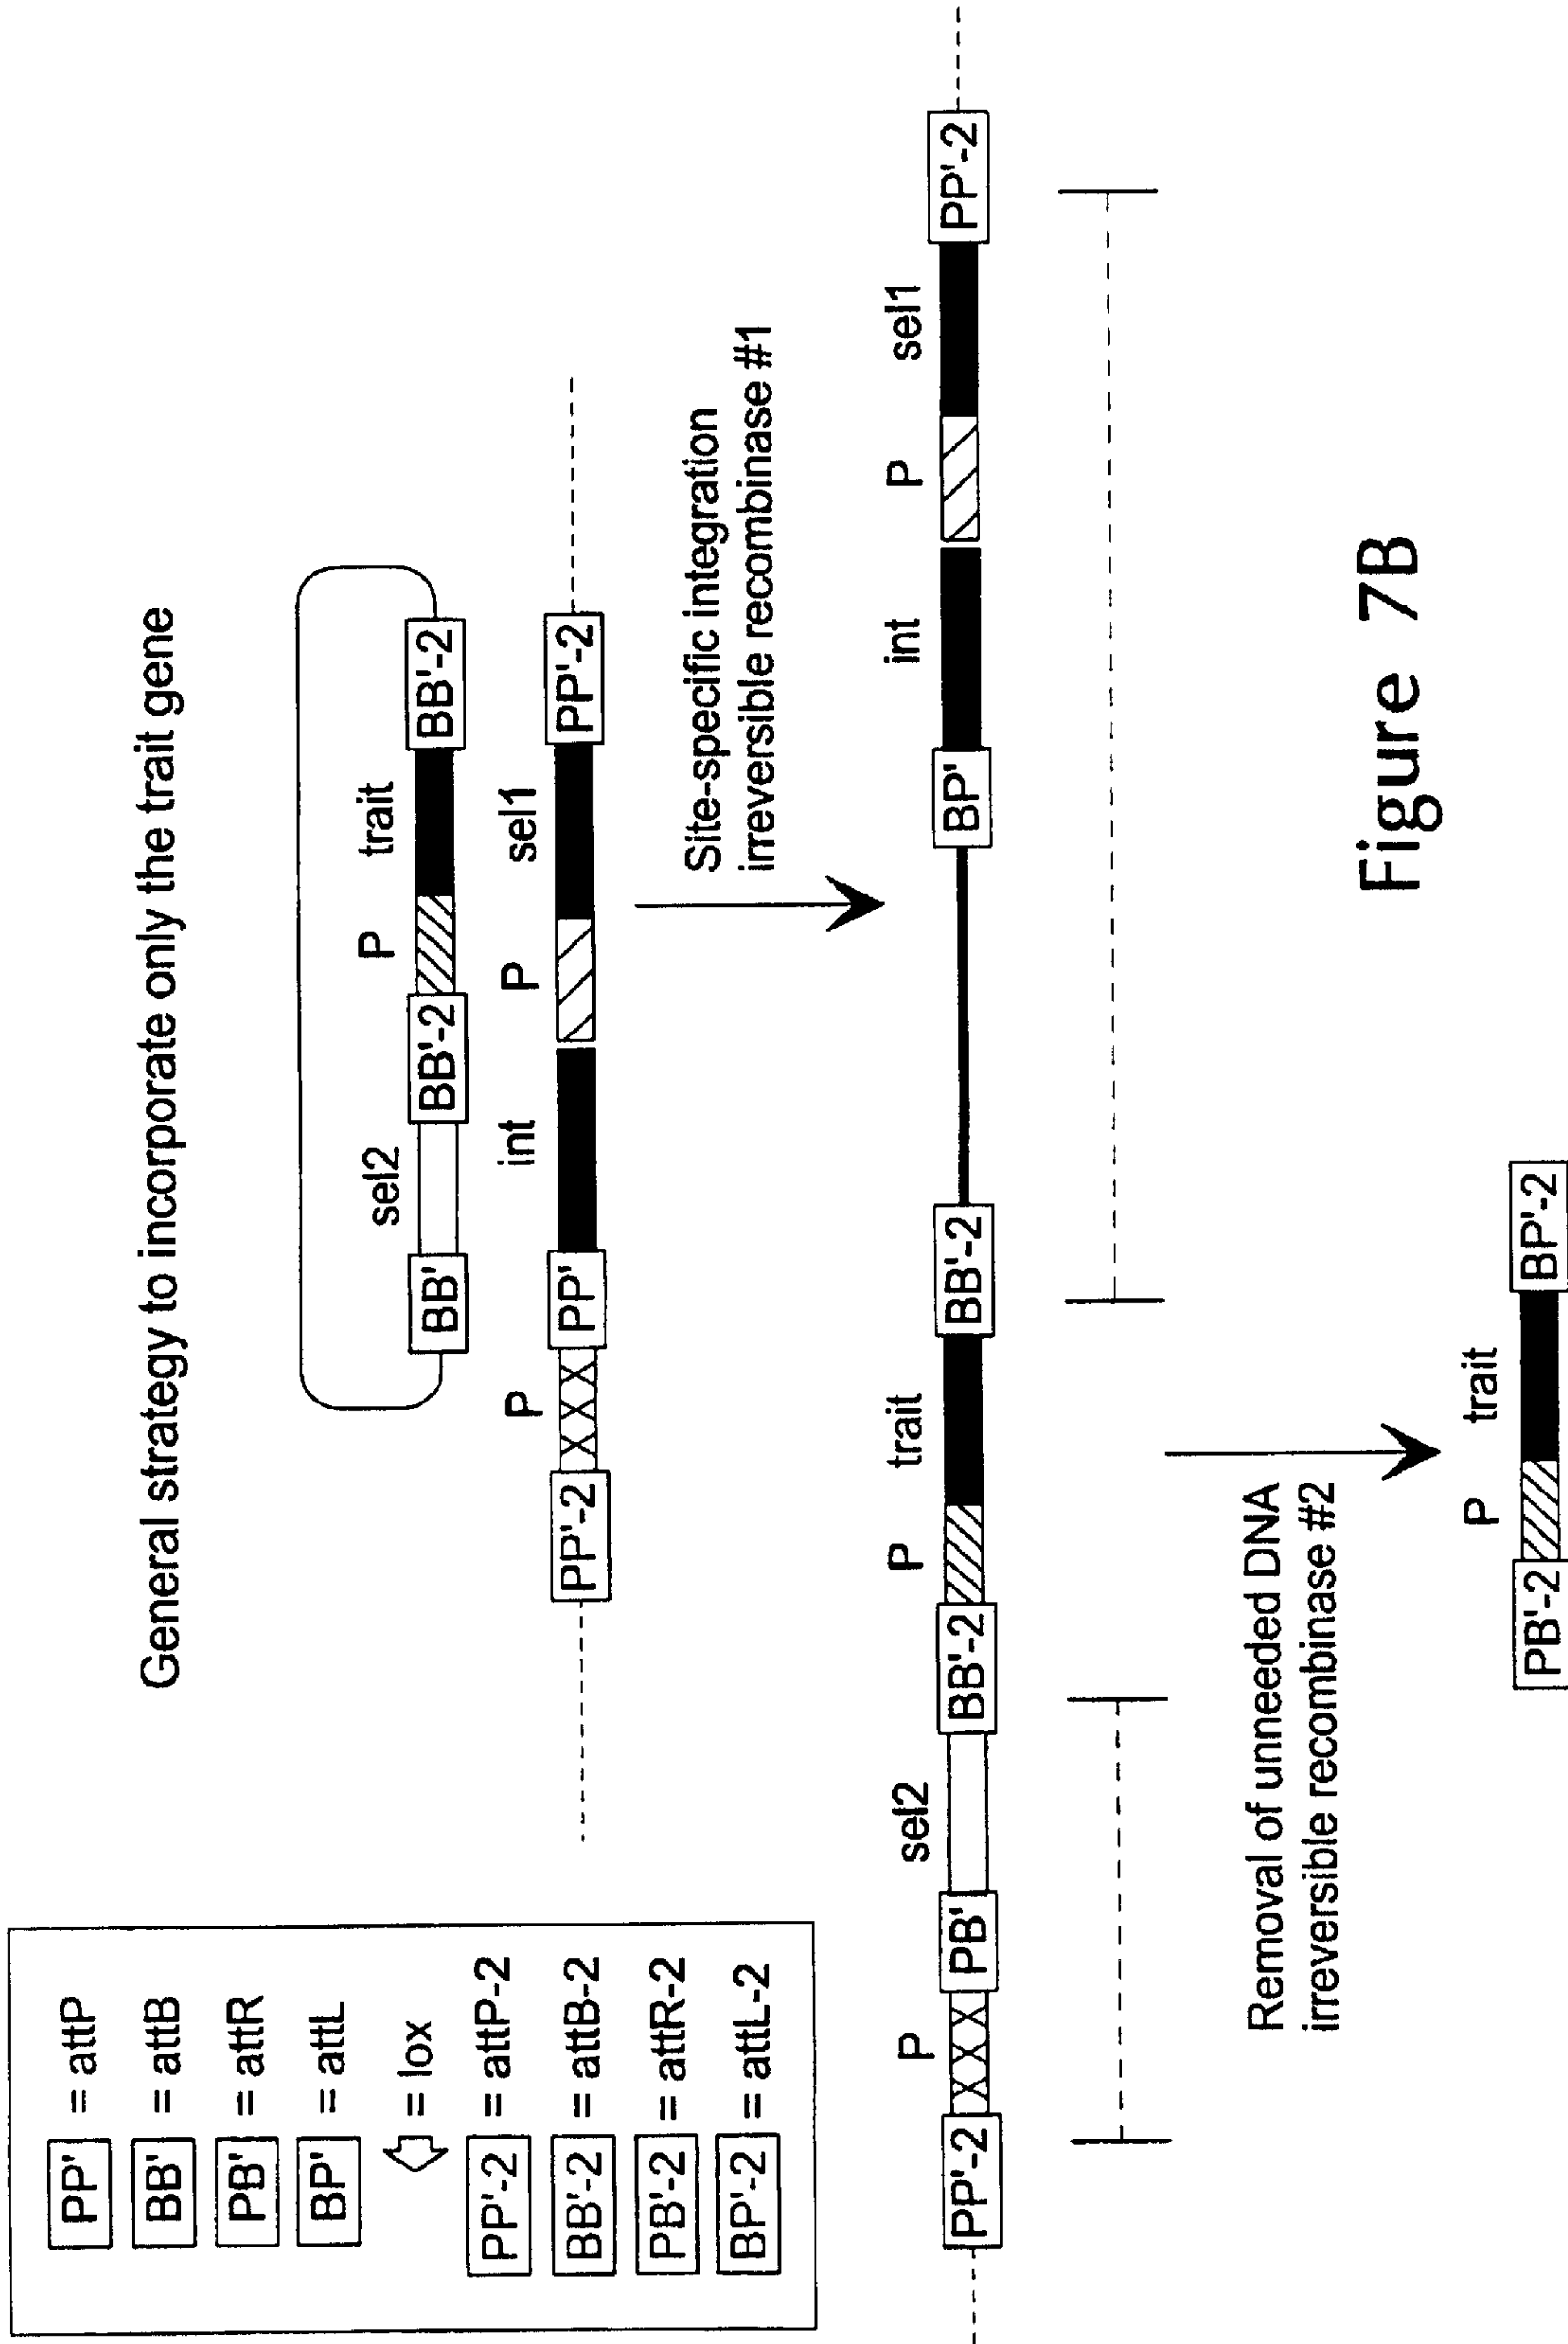 General strategy to incorporate only the trait gene
PP' = attP
BB' = attB
PB' = attR
BP' = attL
= lox
PP'-2 = attP-2
BB'-2 = attB-2
PB'-2 = attR-2
BP'-2 = attL-2
sel2 P trait
BB' BB'-2 BB'-2
P int P sel1
PP'-2 PP' PP'-2
Site-specific integration
irreversible recombinase #1
P sel2 P trait int P sel1
PP'-2 PB' BB'-2 BB'-2 BP' PP'-2
Removal of unneeded DNA
irreversible recombinase #2
P trait
PB'-2 BP'-2
Figure 7B